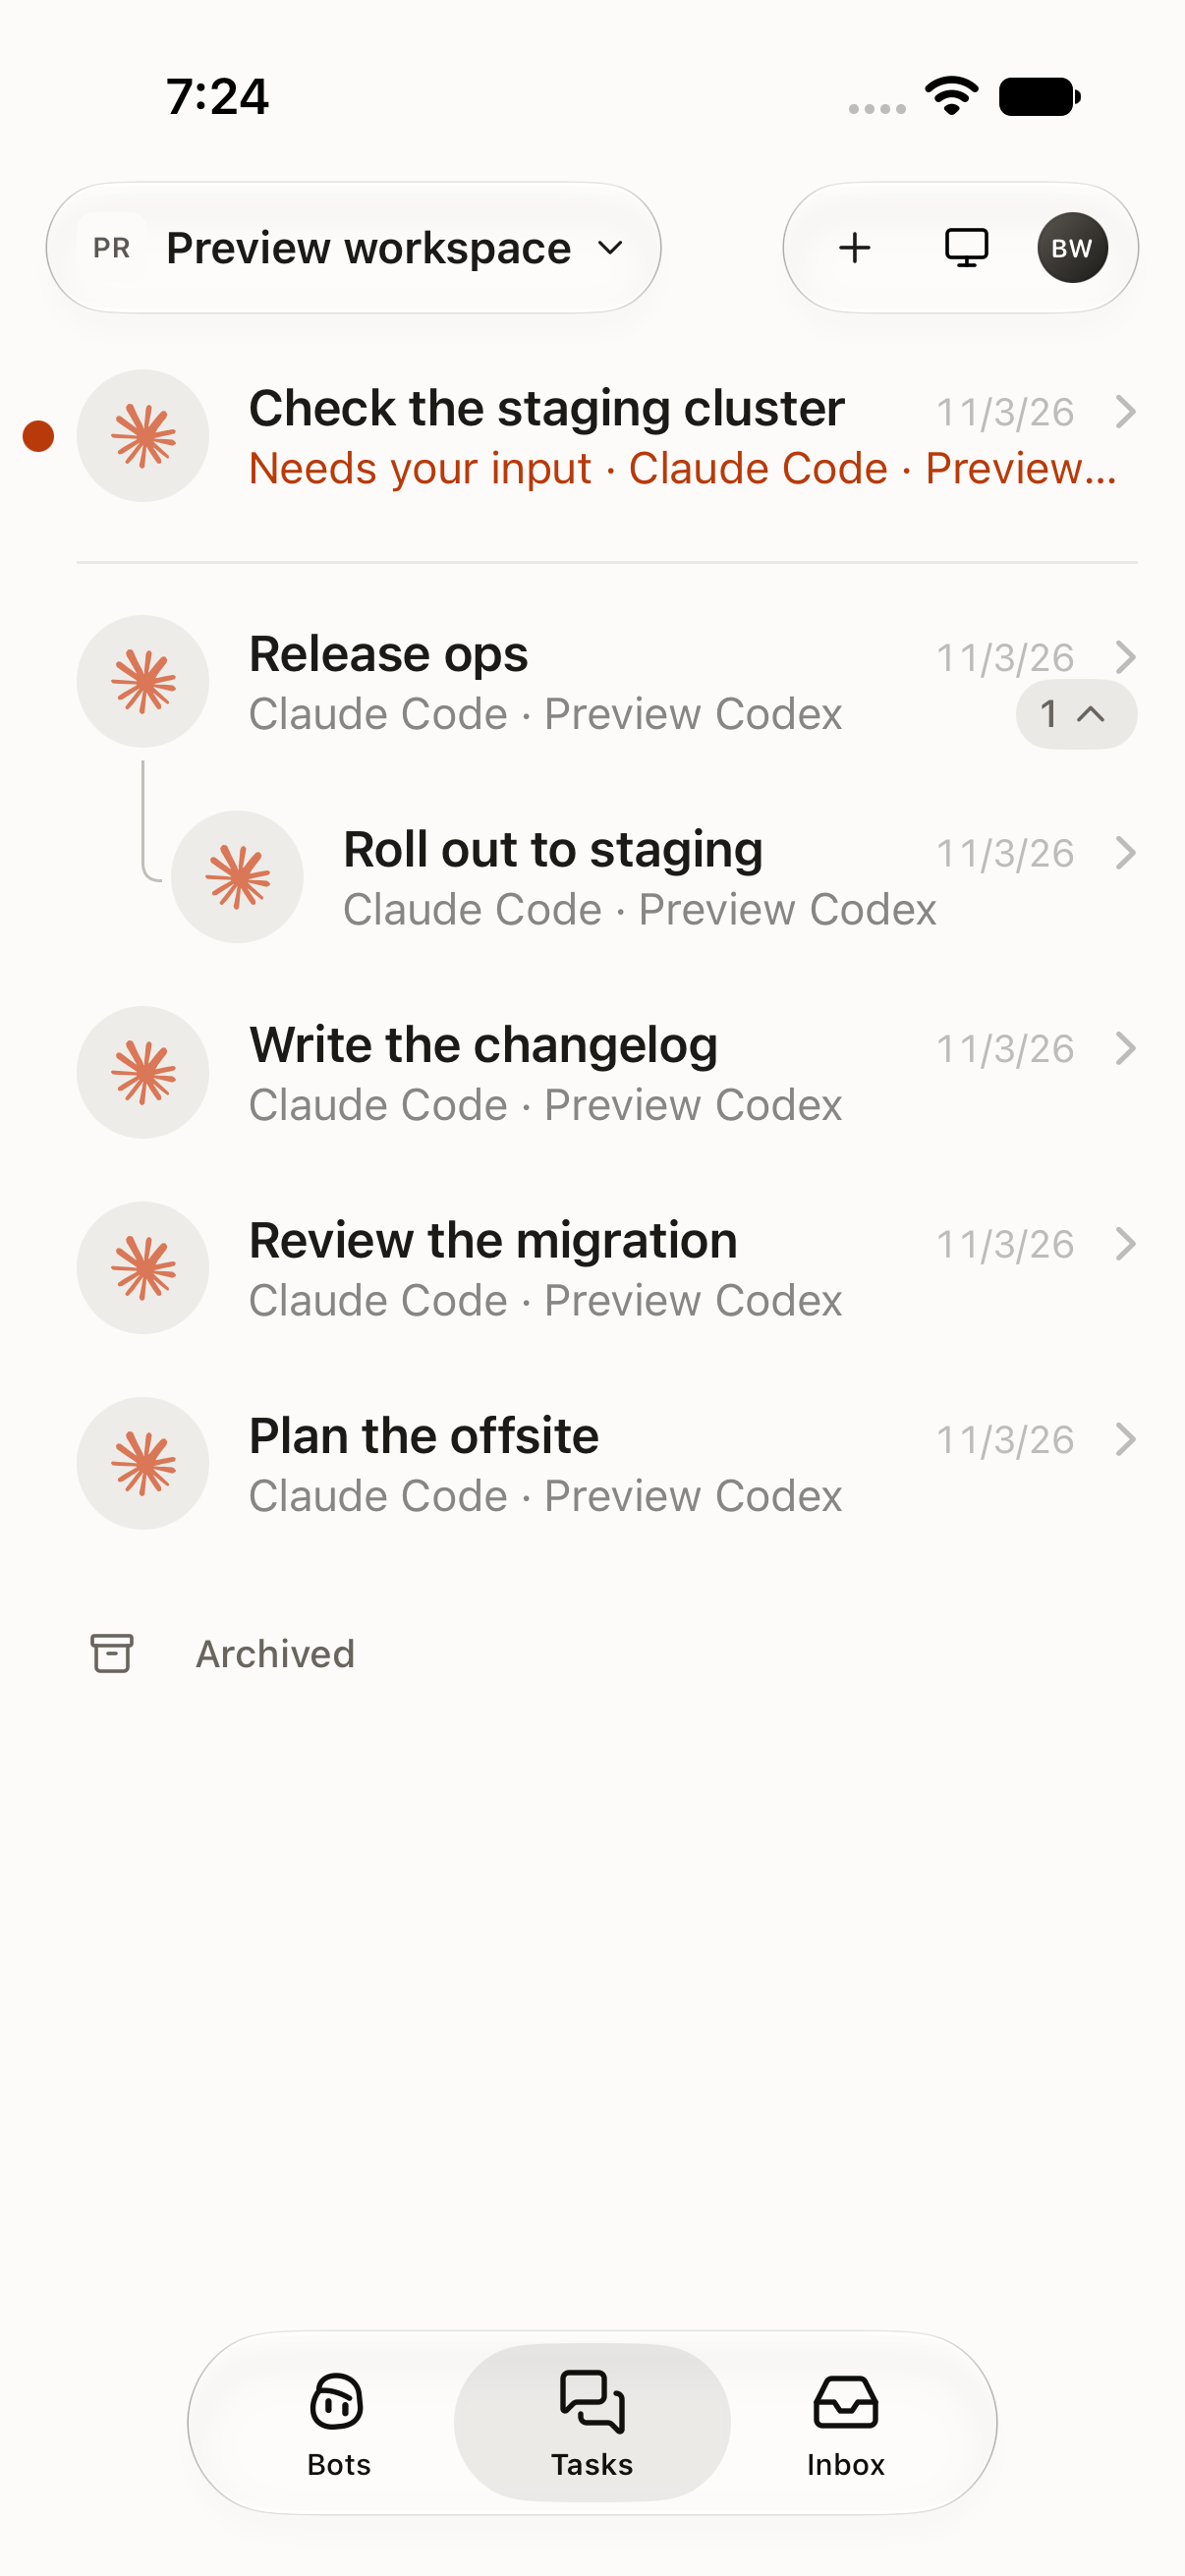 7:24
PR Preview workspace
BW
Check the staging cluster 11/3/26
Needs your input · Claude Code · Preview...
Release ops 11/3/26
Claude Code · Preview Codex 1
Roll out to staging 11/3/26
Claude Code · Preview Codex
Write the changelog 11/3/26
Claude Code · Preview Codex
Review the migration 11/3/26
Claude Code · Preview Codex
Plan the offsite 11/3/26
Claude Code · Preview Codex
Archived
Bots Tasks Inbox